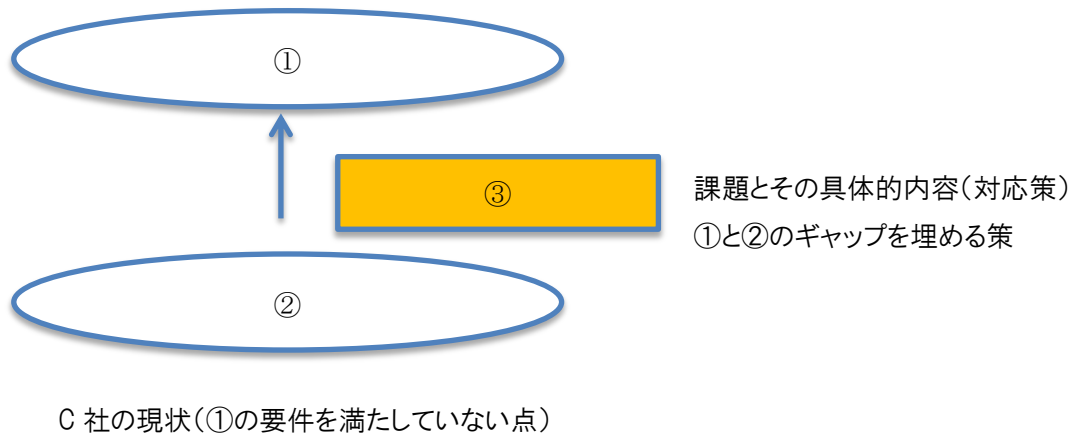 ①
③
課題とその具体的内容（対応策）
①と②のギャップを埋める策
②
C 社の現状（①の要件を満たしていない点）